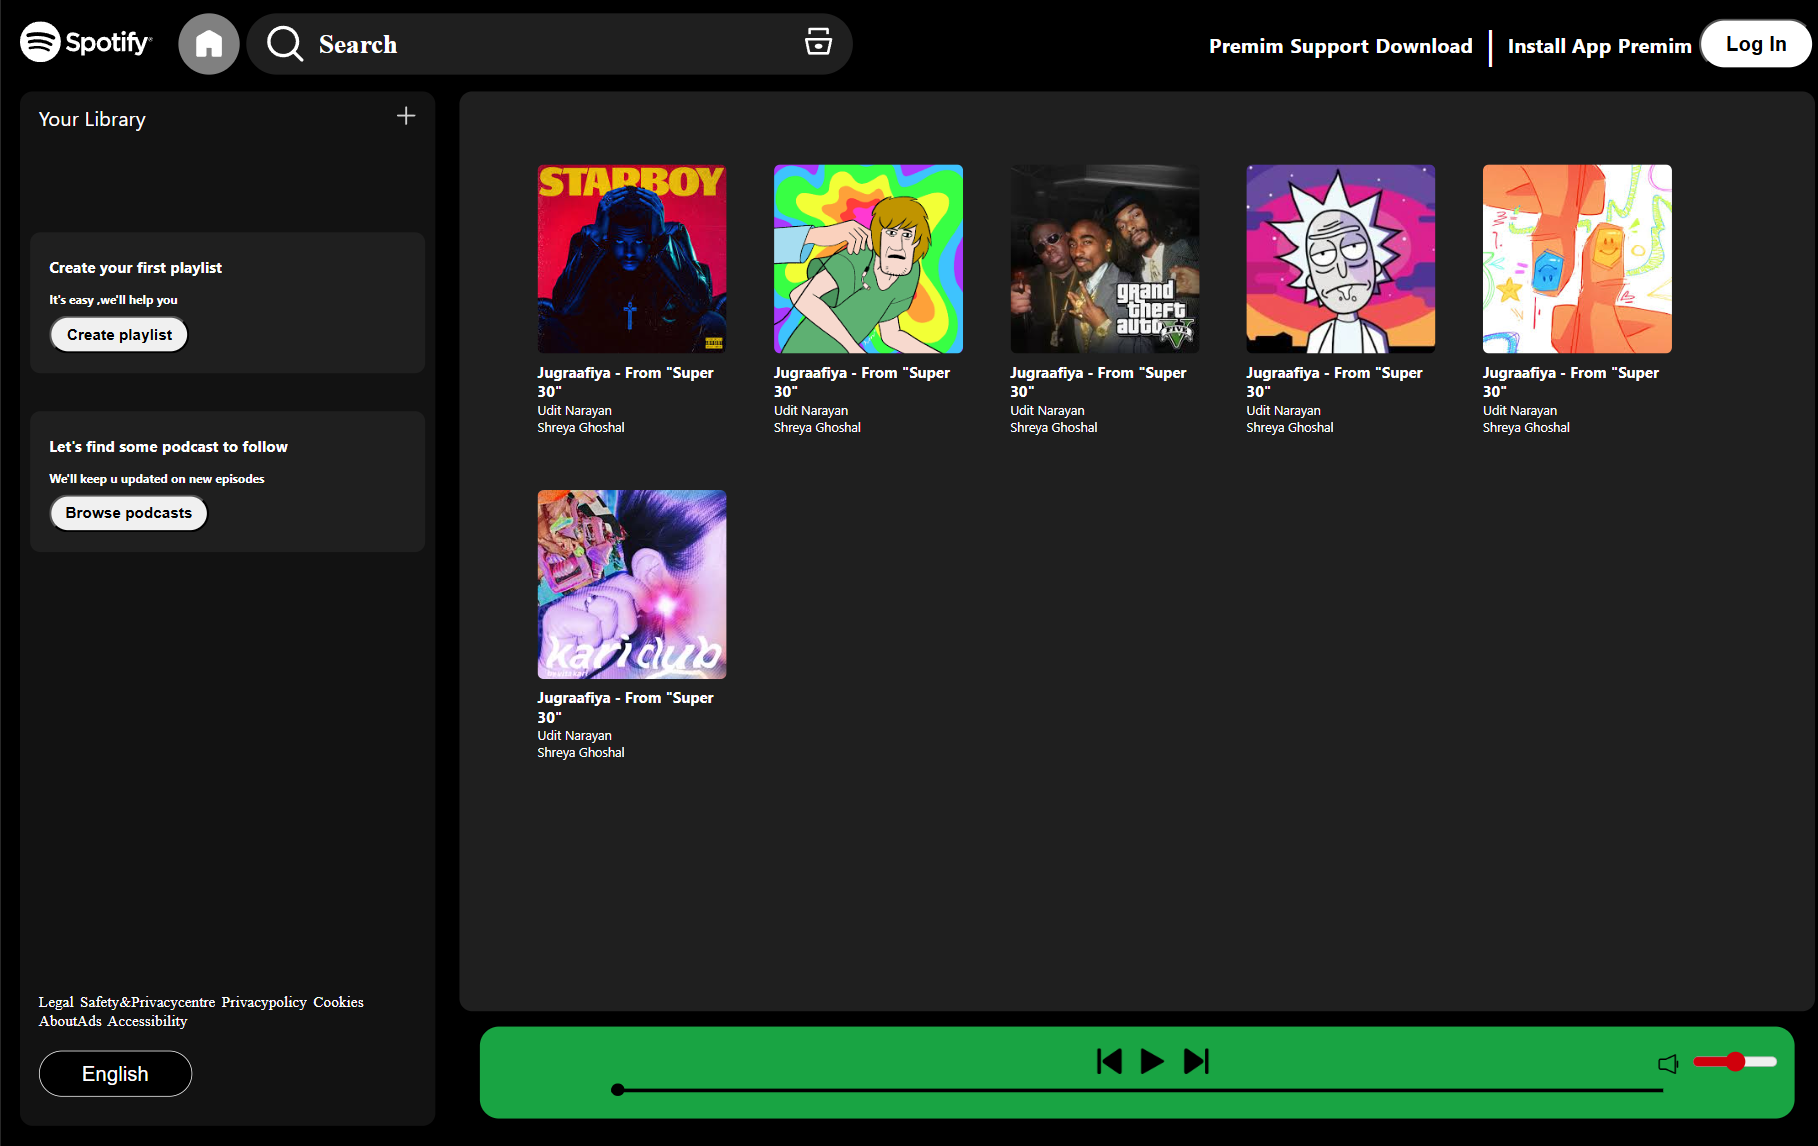 Spotify
Search
Premim Support Download
Install App Premim
Log In
Your Library
Create your first playlist
It's easy ,we'll help you
Create playlist
Let's find some podcast to follow
We'll keep u updated on new episodes
Browse podcasts
Legal Safety&Privacycentre Privacypolicy Cookies
AboutAds Accessibility
English
STARBOY
grand
theft
auto
FIVE
Jugraafiya - From "Super
30"
Udit Narayan
Shreya Ghoshal
Jugraafiya - From "Super
30"
Udit Narayan
Shreya Ghoshal
Jugraafiya - From "Super
30"
Udit Narayan
Shreya Ghoshal
Jugraafiya - From "Super
30"
Udit Narayan
Shreya Ghoshal
Jugraafiya - From "Super
30"
Udit Narayan
Shreya Ghoshal
kari club
Jugraafiya - From "Super
30"
Udit Narayan
Shreya Ghoshal